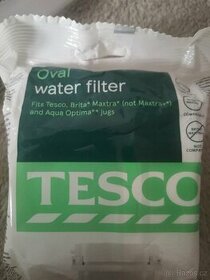 Oval
water filter
Fits Tesco, Brita* Maxtra* (not Maxtra+*)
and Aqua Optima** jugs
TESCO